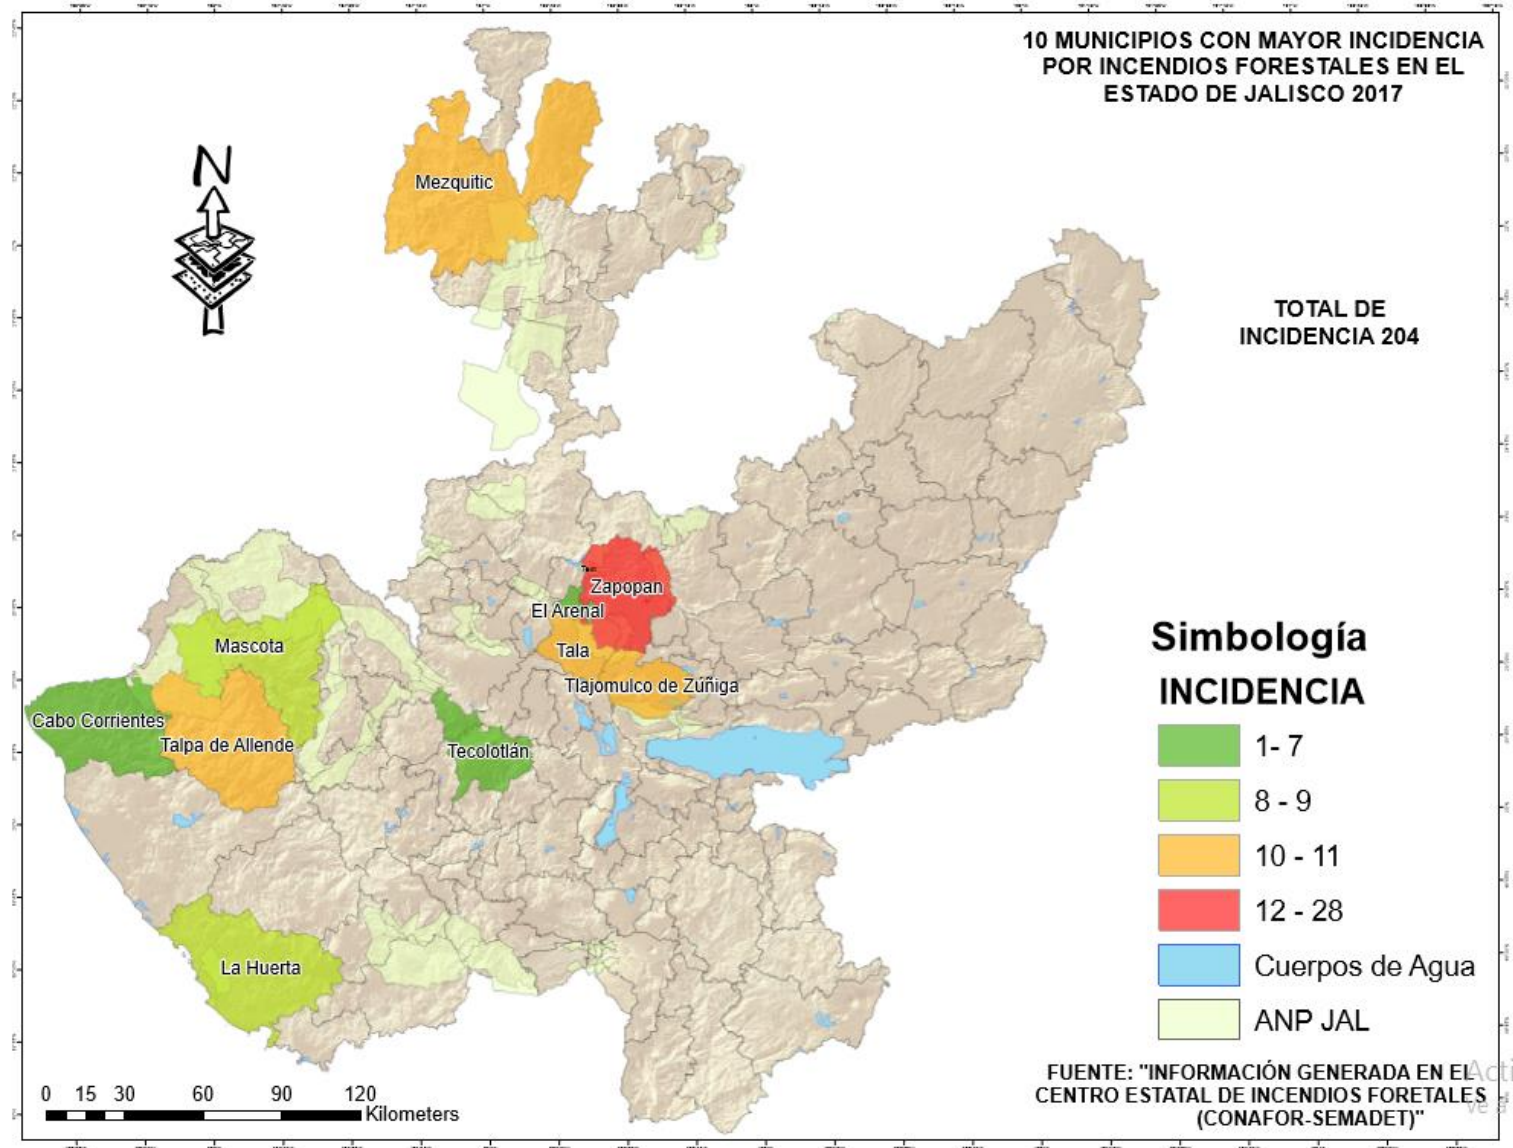 10 MUNICIPIOS CON MAYOR INCIDENCIA
POR INCENDIOS FORESTALES EN EL
ESTADO DE JALISCO 2017
N
Mezquitic
TOTAL DE
INCIDENCIA 204
Zapopan
El Arenal
Tala
Tlajomulco de Zúñiga
Mascota
Cabo Corrientes
Talpa de Allende
Tecolotlán
La Huerta
Simbología
INCIDENCIA
1- 7
8 - 9
10 - 11
12 - 28
Cuerpos de Agua
ANP JAL
0 15 30 60 90 120
Kilometers
FUENTE: "INFORMACIÓN GENERADA EN EL
CENTRO ESTATAL DE INCENDIOS FORETALES
(CONAFOR-SEMADET)"